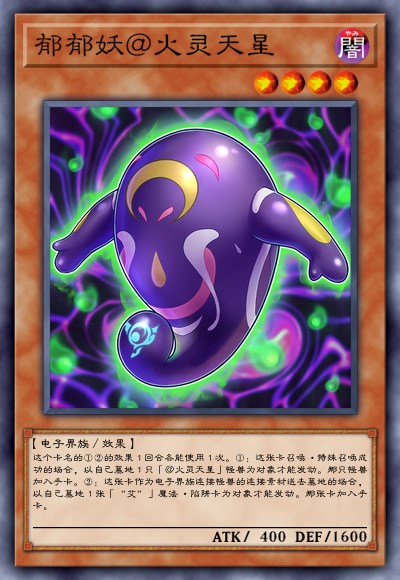 郁郁妖@火灵天星
やみ
闇
【电子界族/效果】
这个卡名的①②的效果1回合各能使用1次。①：这张卡召唤·特殊召唤成
功的场合，以自己墓地1只「@火灵天星」怪兽为对象才能发动。那只怪兽
加入手卡。②：这张卡作为电子界族连接怪兽的连接素材送去墓地的场合，
以自己墓地1张「“艾”」魔法·陷阱卡为对象才能发动。那张卡加入手
卡。
ATK/ 400 DEF/1600